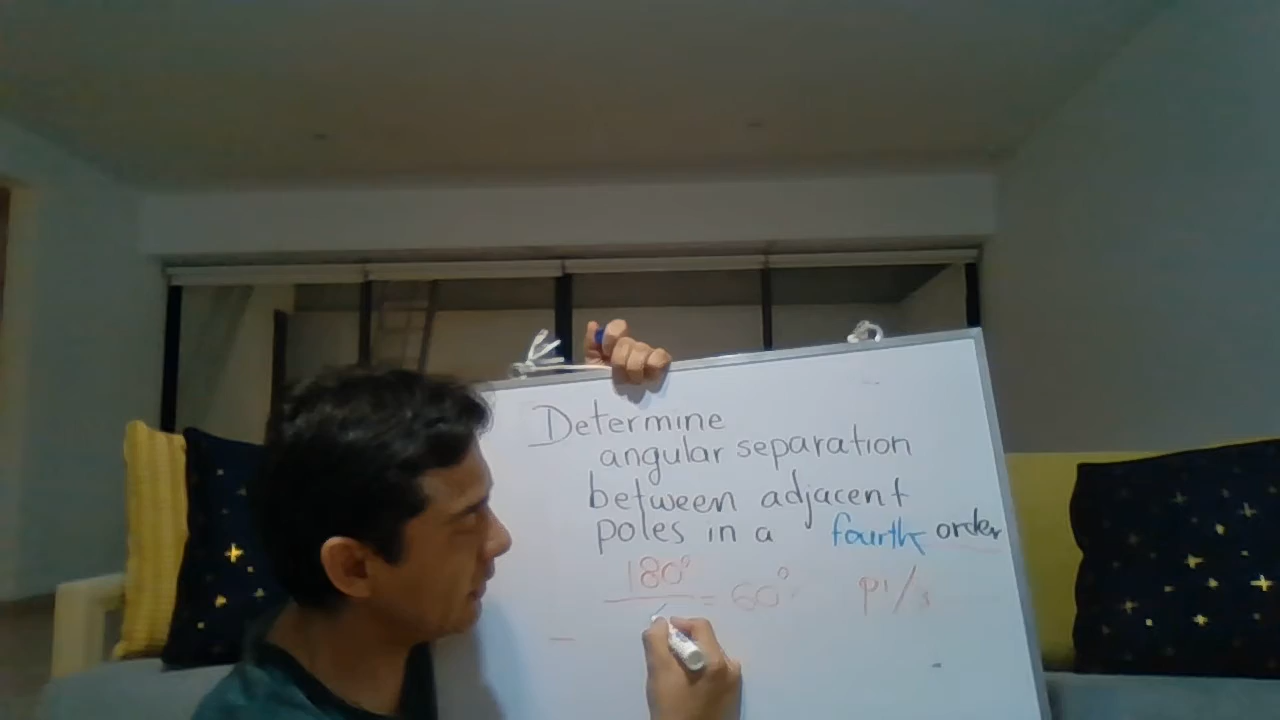 Determine
angular separation
between adjacent
poles in a fourth order
180°
= 60° pi/3